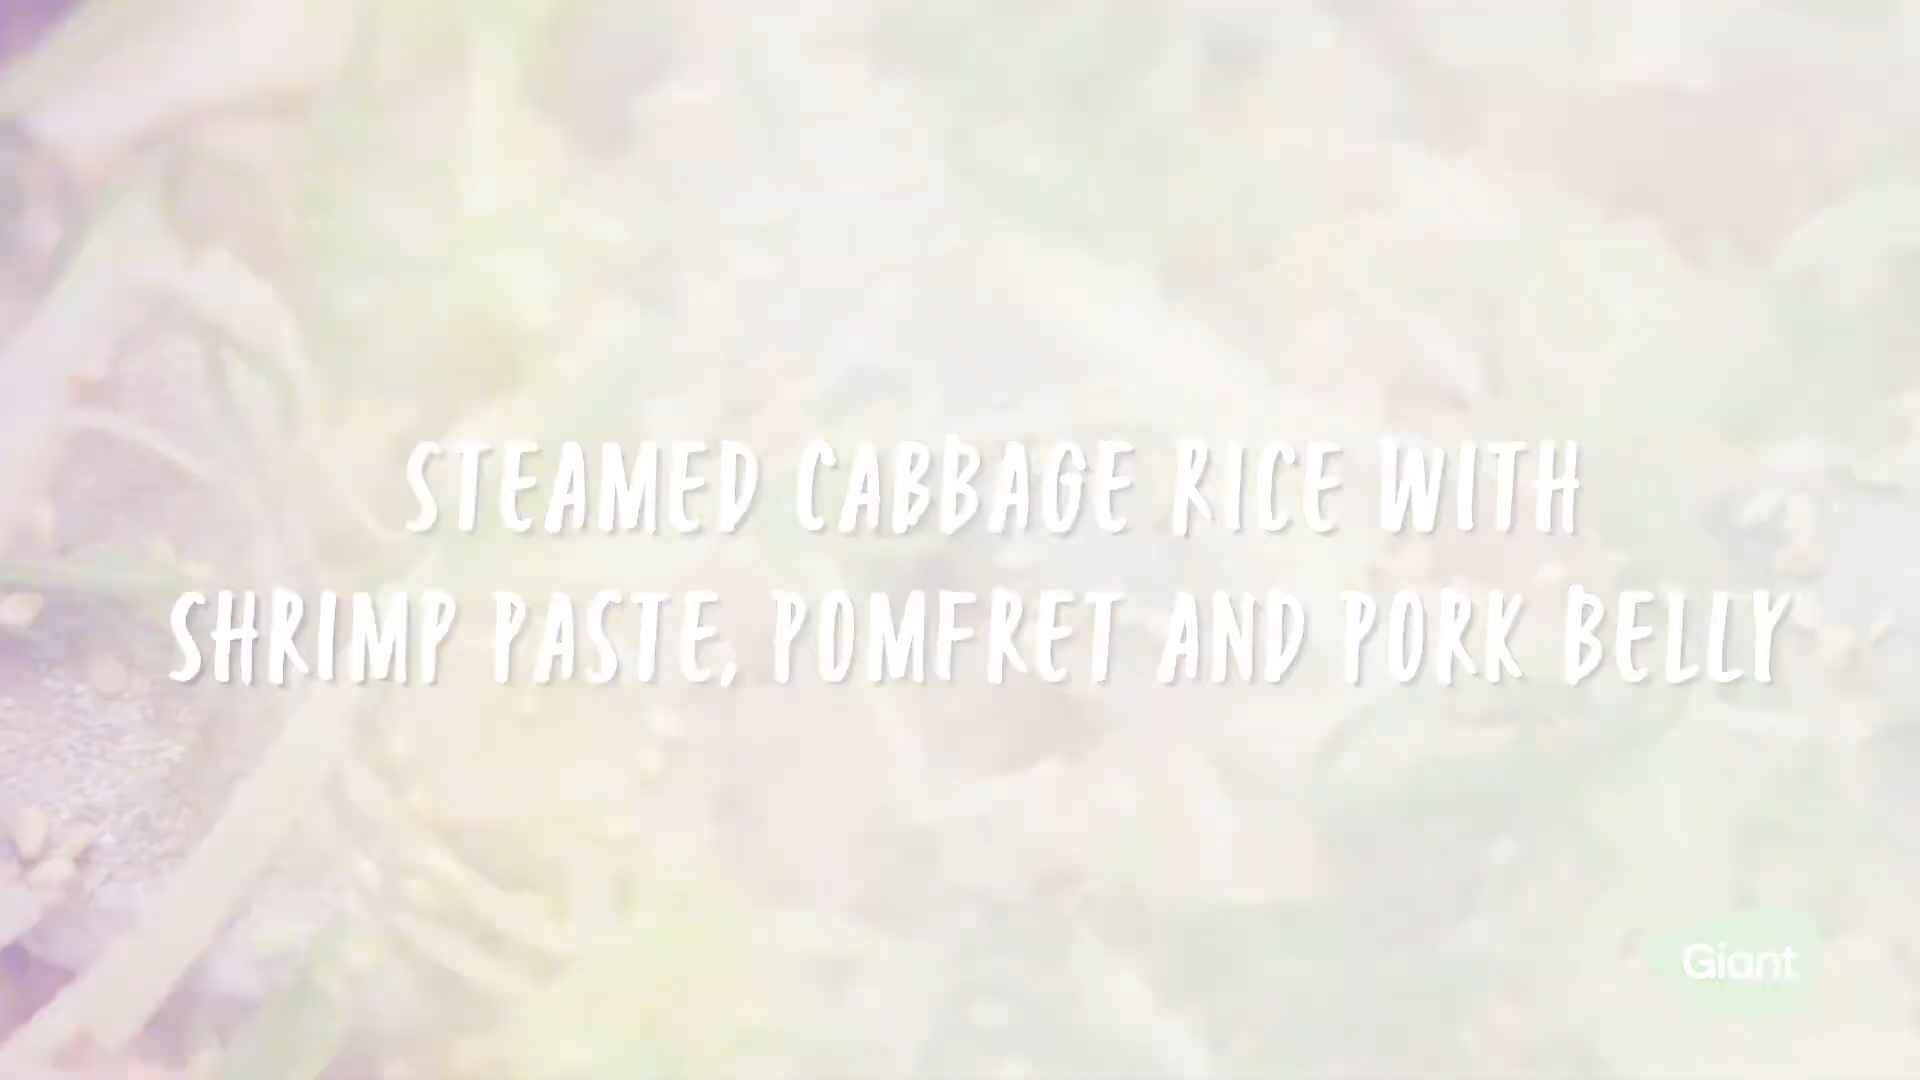 STEAMED CABBAGE RICE WITH
SHRIMP PASTE, POMFRET AND PORK BELLY
Giant